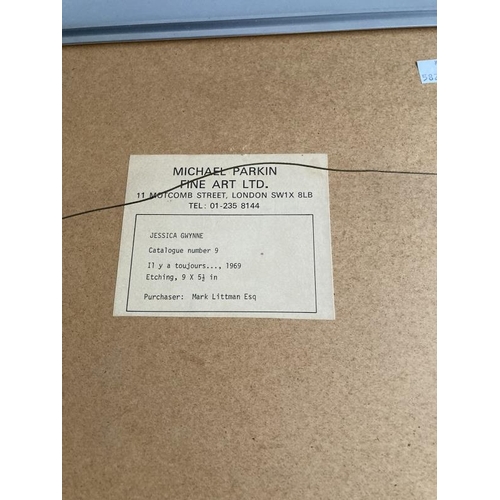 MICHAEL PARKIN
FINE ART LTD.
11 MOTCOMB STREET, LONDON SW1X 8LB
TEL: 01-235 8144
JESSICA GWYNNE
Catalogue number 9
Il y a toujours..., 1969
Etching, 9 X 5½ in
Purchaser: Mark Littman Esq